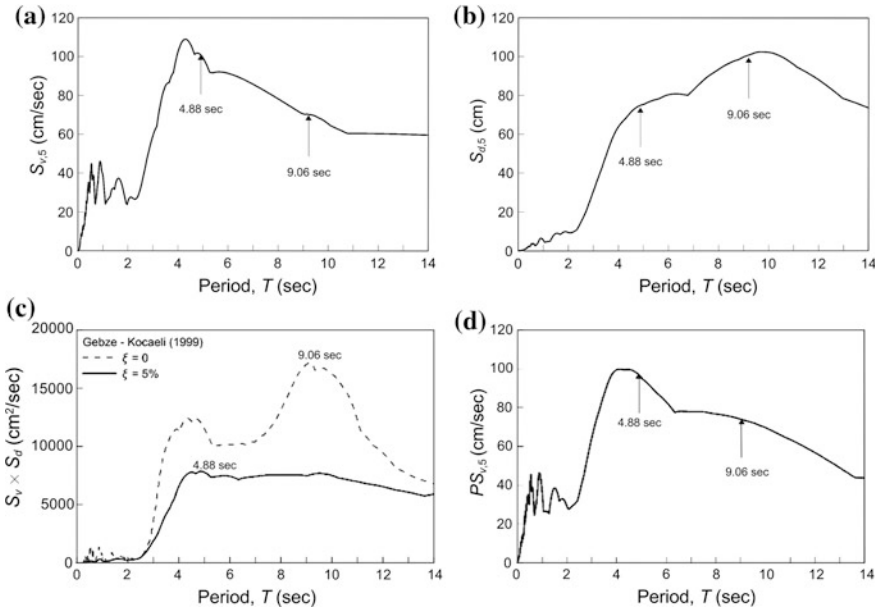 (a)
120
100
80
60
40
20
0
Sv,5 (cm/sec)
4.88 sec
9.06 sec
0 2 4 6 8 10 12 14
Period, T (sec)
(b)
120
100
80
60
40
20
0
Sd,5 (cm)
4.88 sec
9.06 sec
0 2 4 6 8 10 12 14
Period, T (sec)
(c)
20000
15000
10000
5000
0
Sv × Sd (cm²/sec)
Gebze - Kocaeli (1999)
ξ = 0
ξ = 5%
9.06 sec
4.88 sec
0 2 4 6 8 10 12 14
Period, T (sec)
(d)
120
100
80
60
40
20
0
PSv,5 (cm/sec)
4.88 sec
9.06 sec
0 2 4 6 8 10 12 14
Period, T (sec)